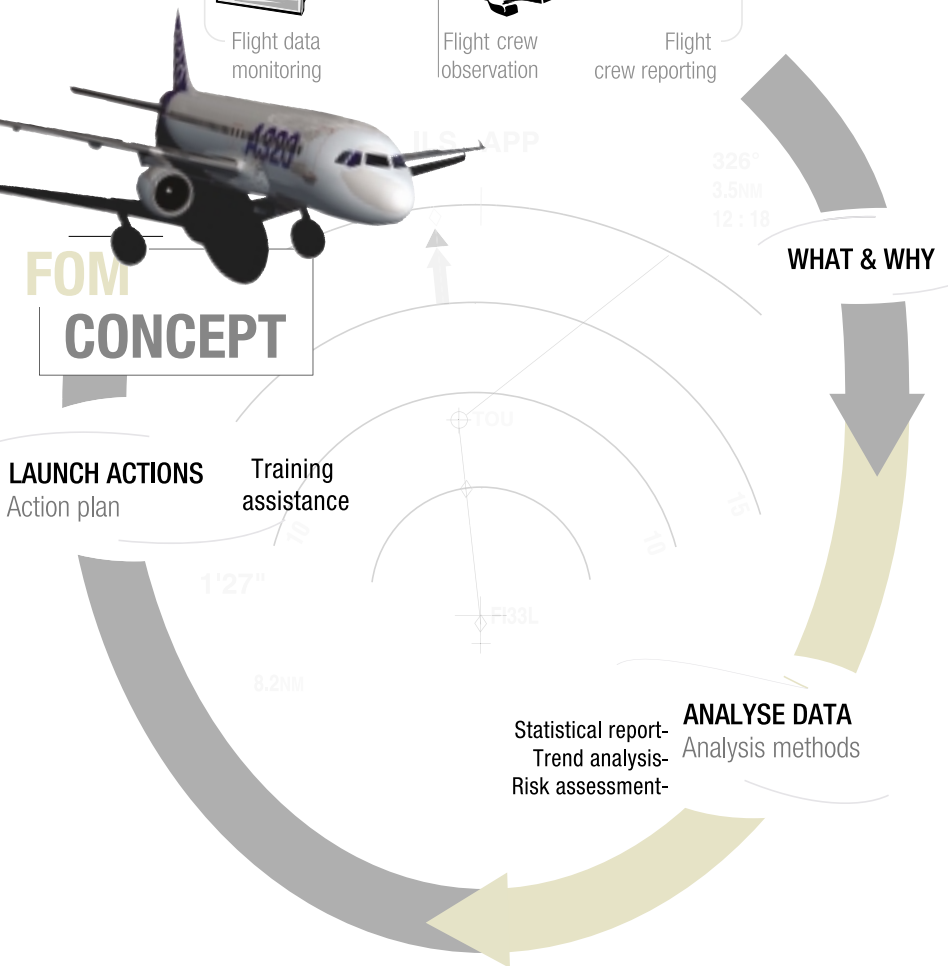 Flight data
monitoring
Flight crew
observation
Flight
crew reporting
A320
ILS APP
326°
3.5NM
12 : 18
WHAT & WHY
FOM
CONCEPT
TOU
LAUNCH ACTIONS
Action plan
Training
assistance
10
10
15
1'27"
FI33L
8.2NM
ANALYSE DATA
Analysis methods
Statistical report-
Trend analysis-
Risk assessment-